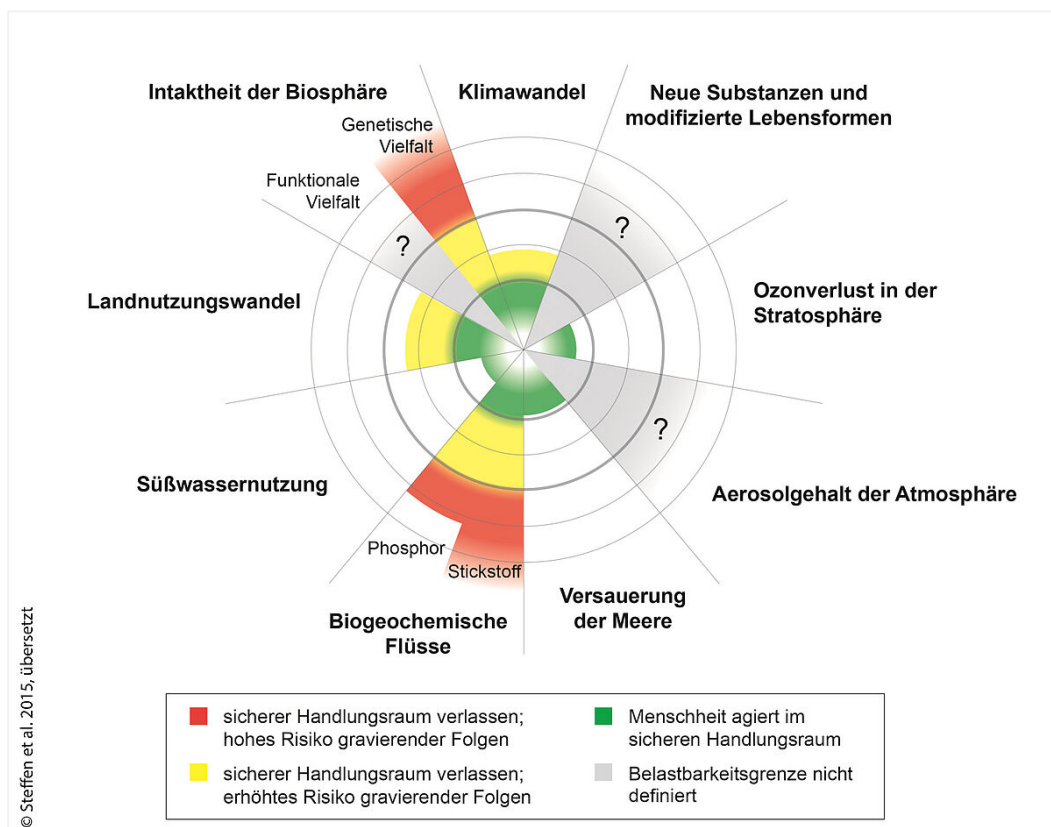 Intaktheit der Biosphäre
Klimawandel
Neue Substanzen und
modifizierte Lebensformen
Genetische
Vielfalt
Funktionale
Vielfalt
?
?
Landnutzungswandel
Ozonverlust in der
Stratosphäre
?
Süßwassernutzung
Aerosolgehalt der Atmosphäre
Phosphor
Stickstoff
Biogeochemische
Flüsse
Versauerung
der Meere
sicherer Handlungsraum verlassen;
hohes Risiko gravierender Folgen
sicherer Handlungsraum verlassen;
erhöhtes Risiko gravierender Folgen
Menschheit agiert im
sicheren Handlungsraum
Belastbarkeitsgrenze nicht
definiert
© Steffen et al. 2015, übersetzt